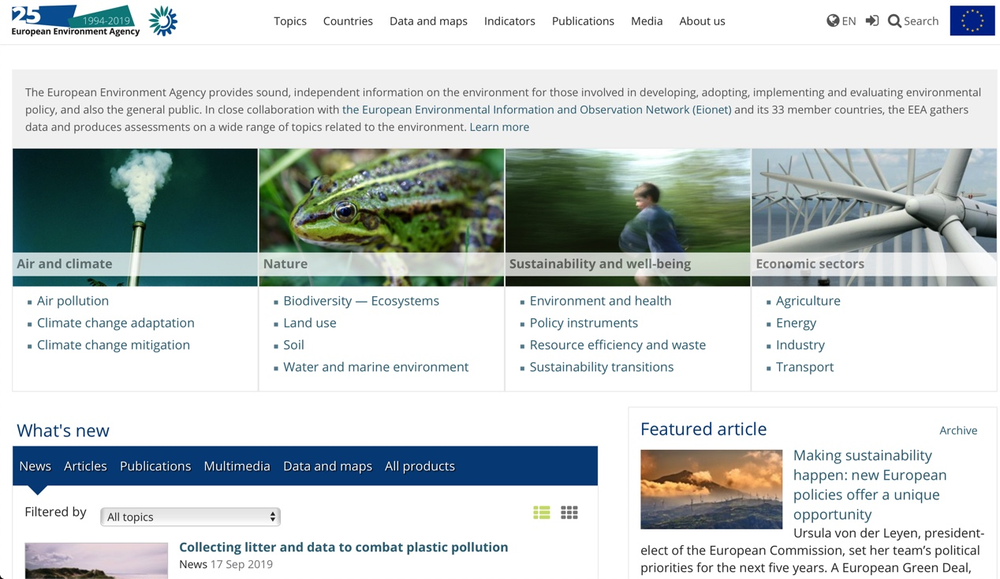 25
1994-2019
European Environment Agency
Topics Countries Data and maps Indicators Publications Media About us
EN Search
The European Environment Agency provides sound, independent information on the environment for those involved in developing, adopting, implementing and evaluating environmental
policy, and also the general public. In close collaboration with the European Environmental Information and Observation Network (Eionet) and its 33 member countries, the EEA gathers
data and produces assessments on a wide range of topics related to the environment. Learn more
Air and climate
Air pollution
Climate change adaptation
Climate change mitigation
Nature
Biodiversity — Ecosystems
Land use
Soil
Water and marine environment
Sustainability and well-being
Environment and health
Policy instruments
Resource efficiency and waste
Sustainability transitions
Economic sectors
Agriculture
Energy
Industry
Transport
What's new
News Articles Publications Multimedia Data and maps All products
Filtered by All topics
Collecting litter and data to combat plastic pollution
News 17 Sep 2019
Featured article
Archive
Making sustainability
happen: new European
policies offer a unique
opportunity
Ursula von der Leyen, president-
elect of the European Commission, set her team’s political
priorities for the next five years. A European Green Deal,